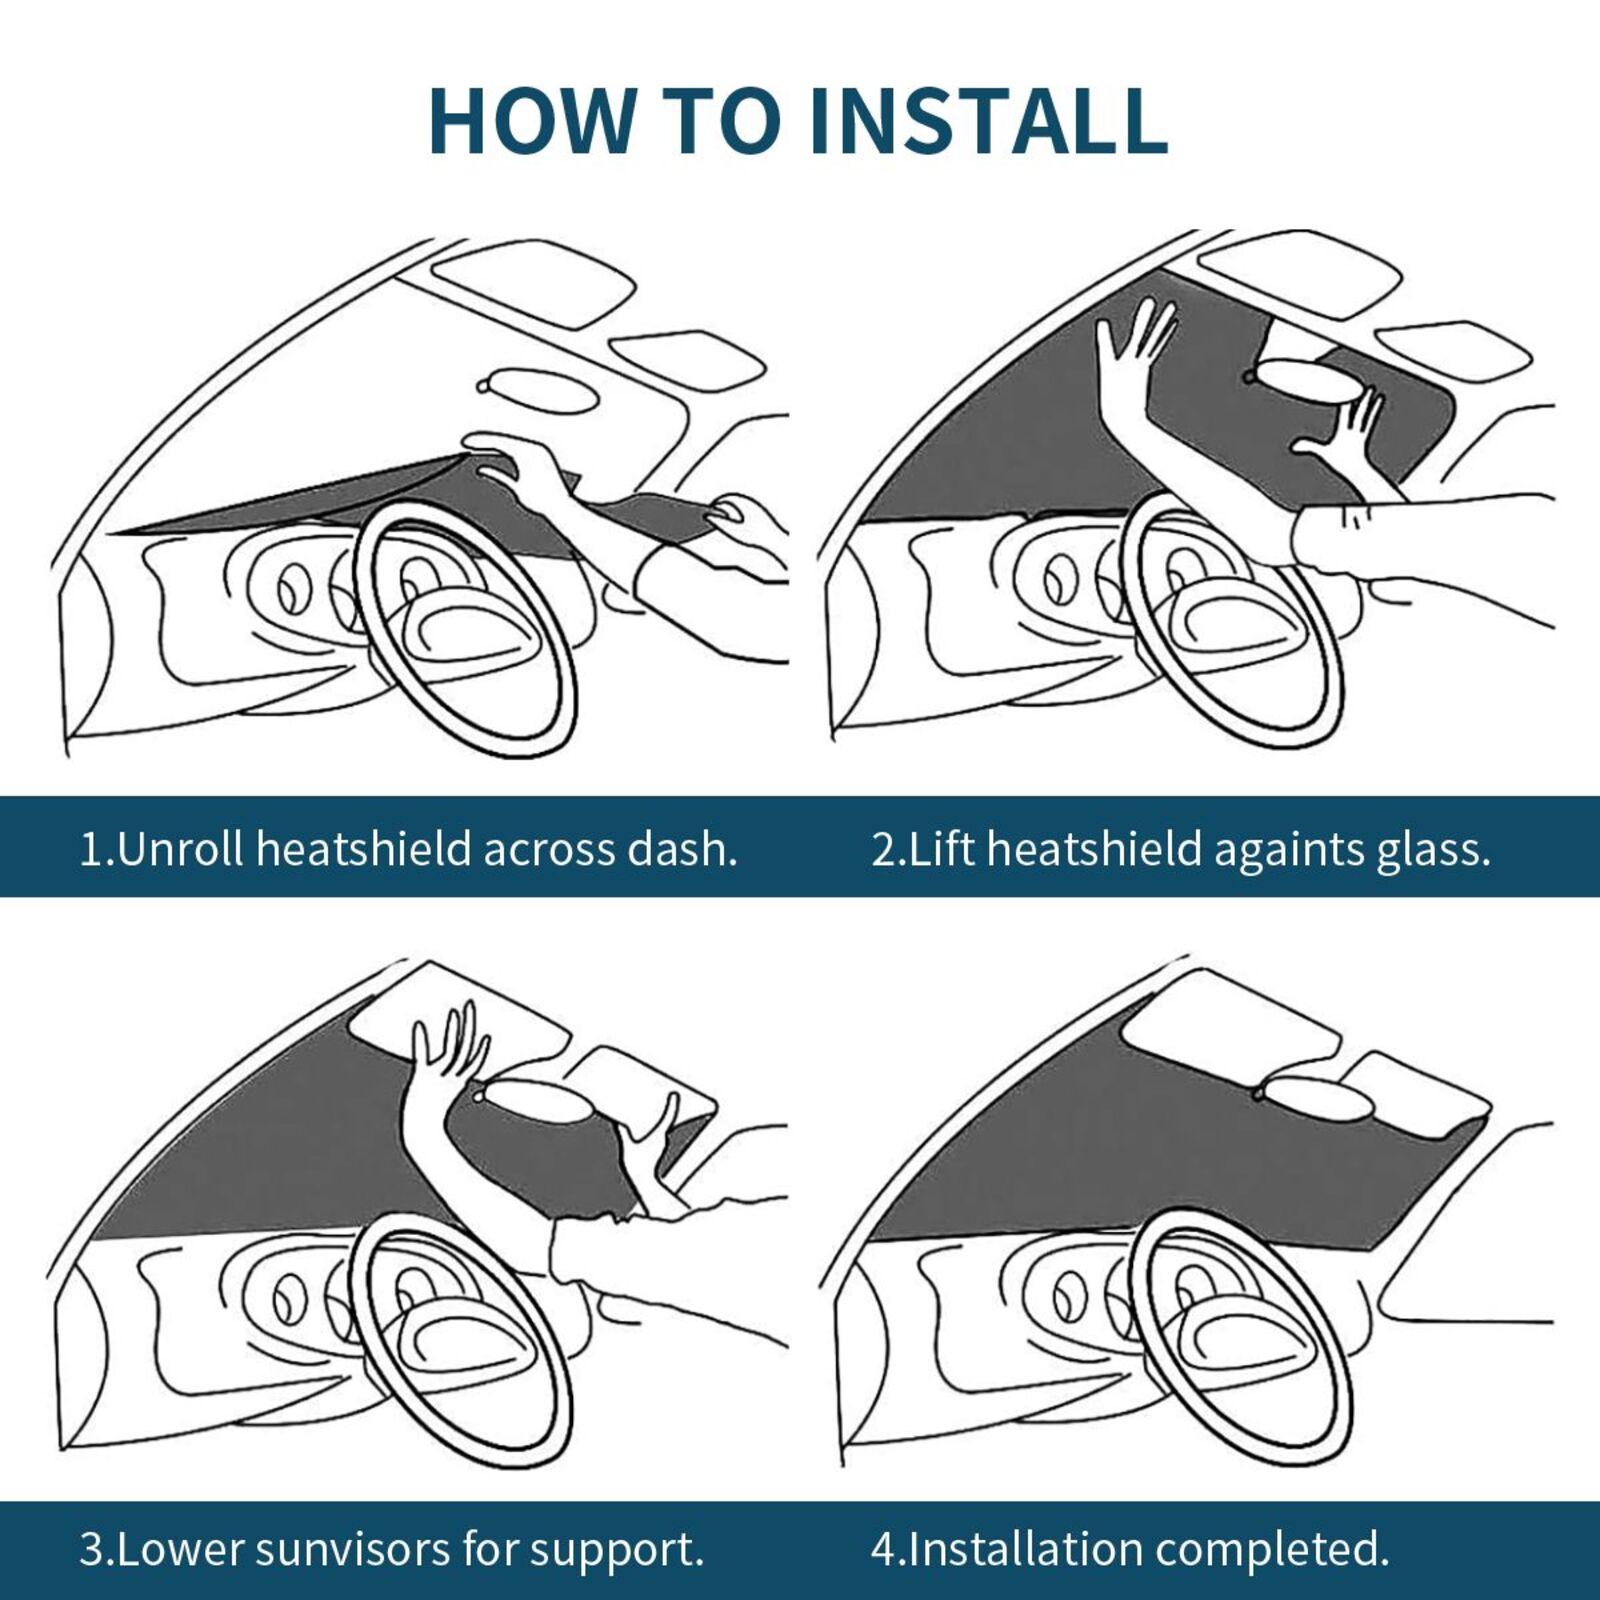 HOW TO INSTALL
1.Unroll heatshield across dash.
2.Lift heatshield againts glass.
3.Lower sunvisors for support.
4.Installation completed.